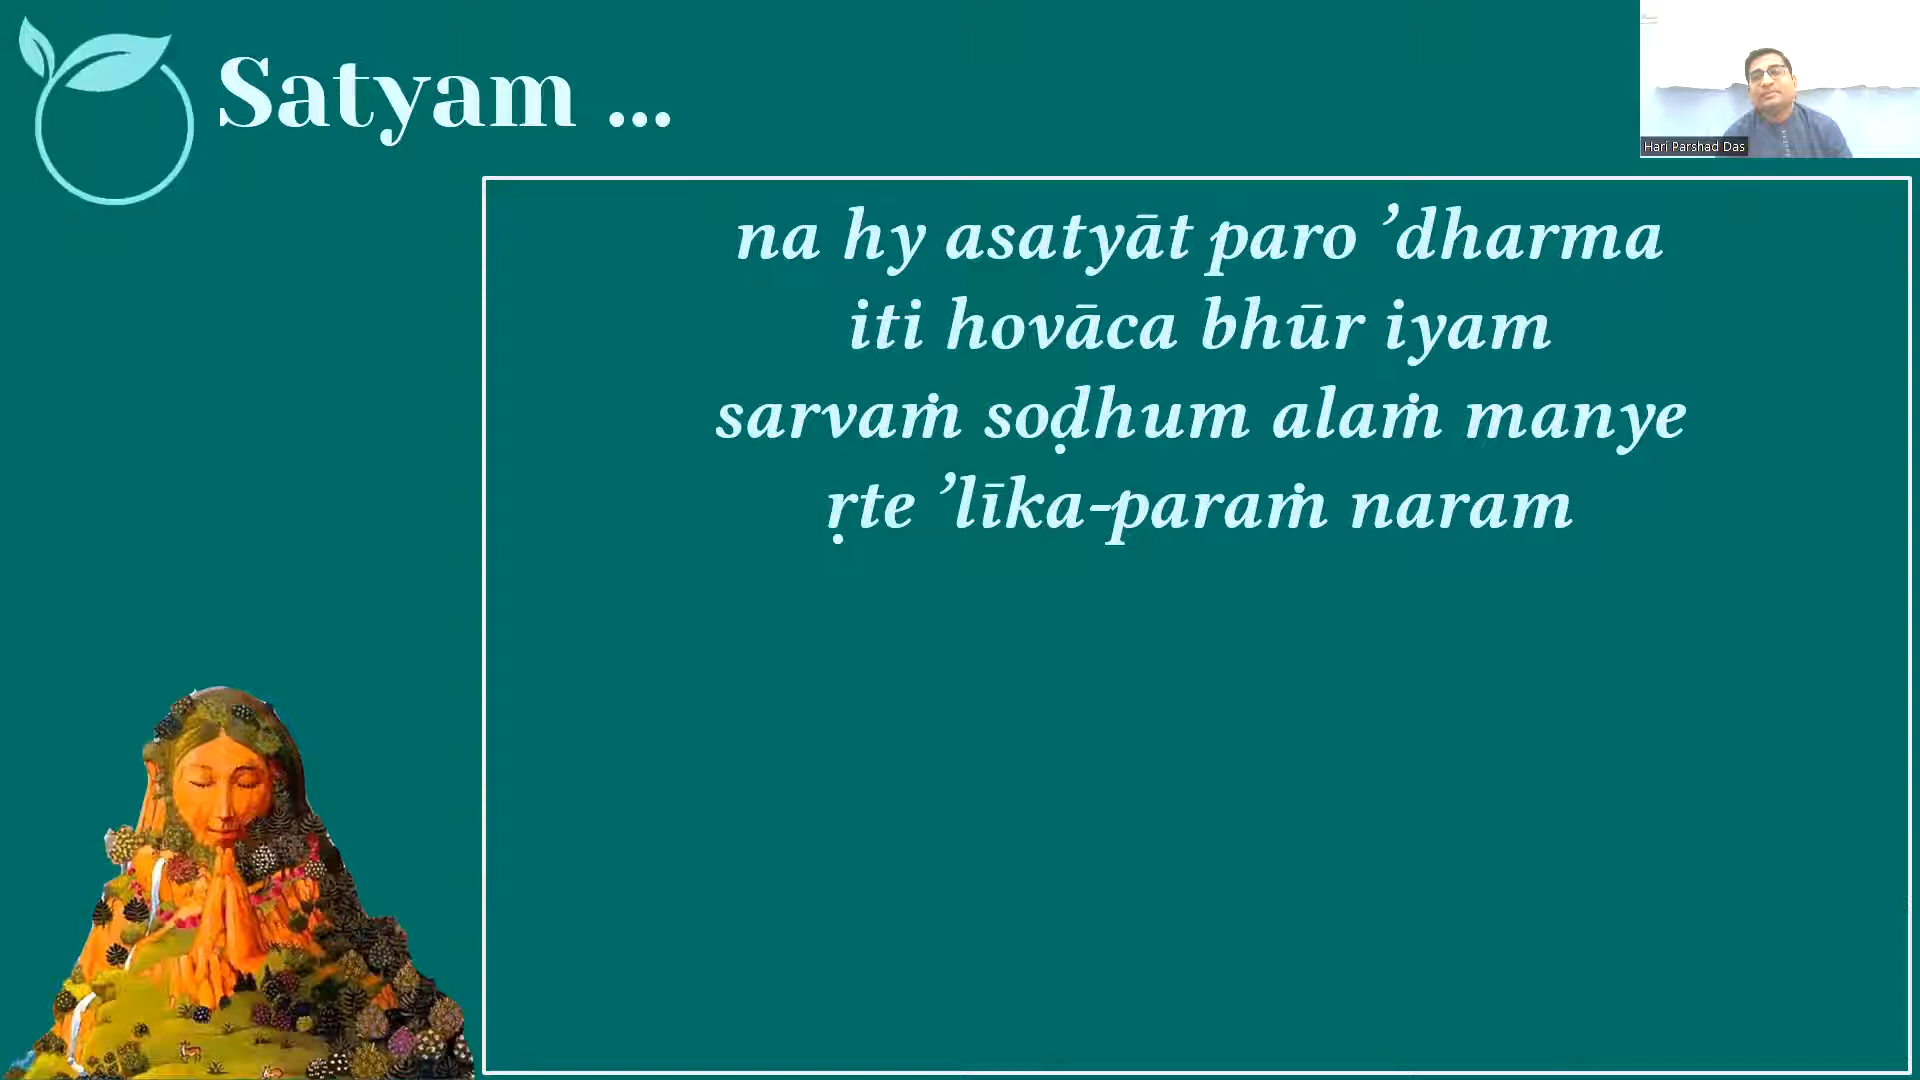 Satyam ...
Hari Parshad Das
na hy asatyāt paro ’dharma
iti hovāca bhūr iyam
sarvaṁ soḍhum alaṁ manye
ṛte ’līka-paraṁ naram